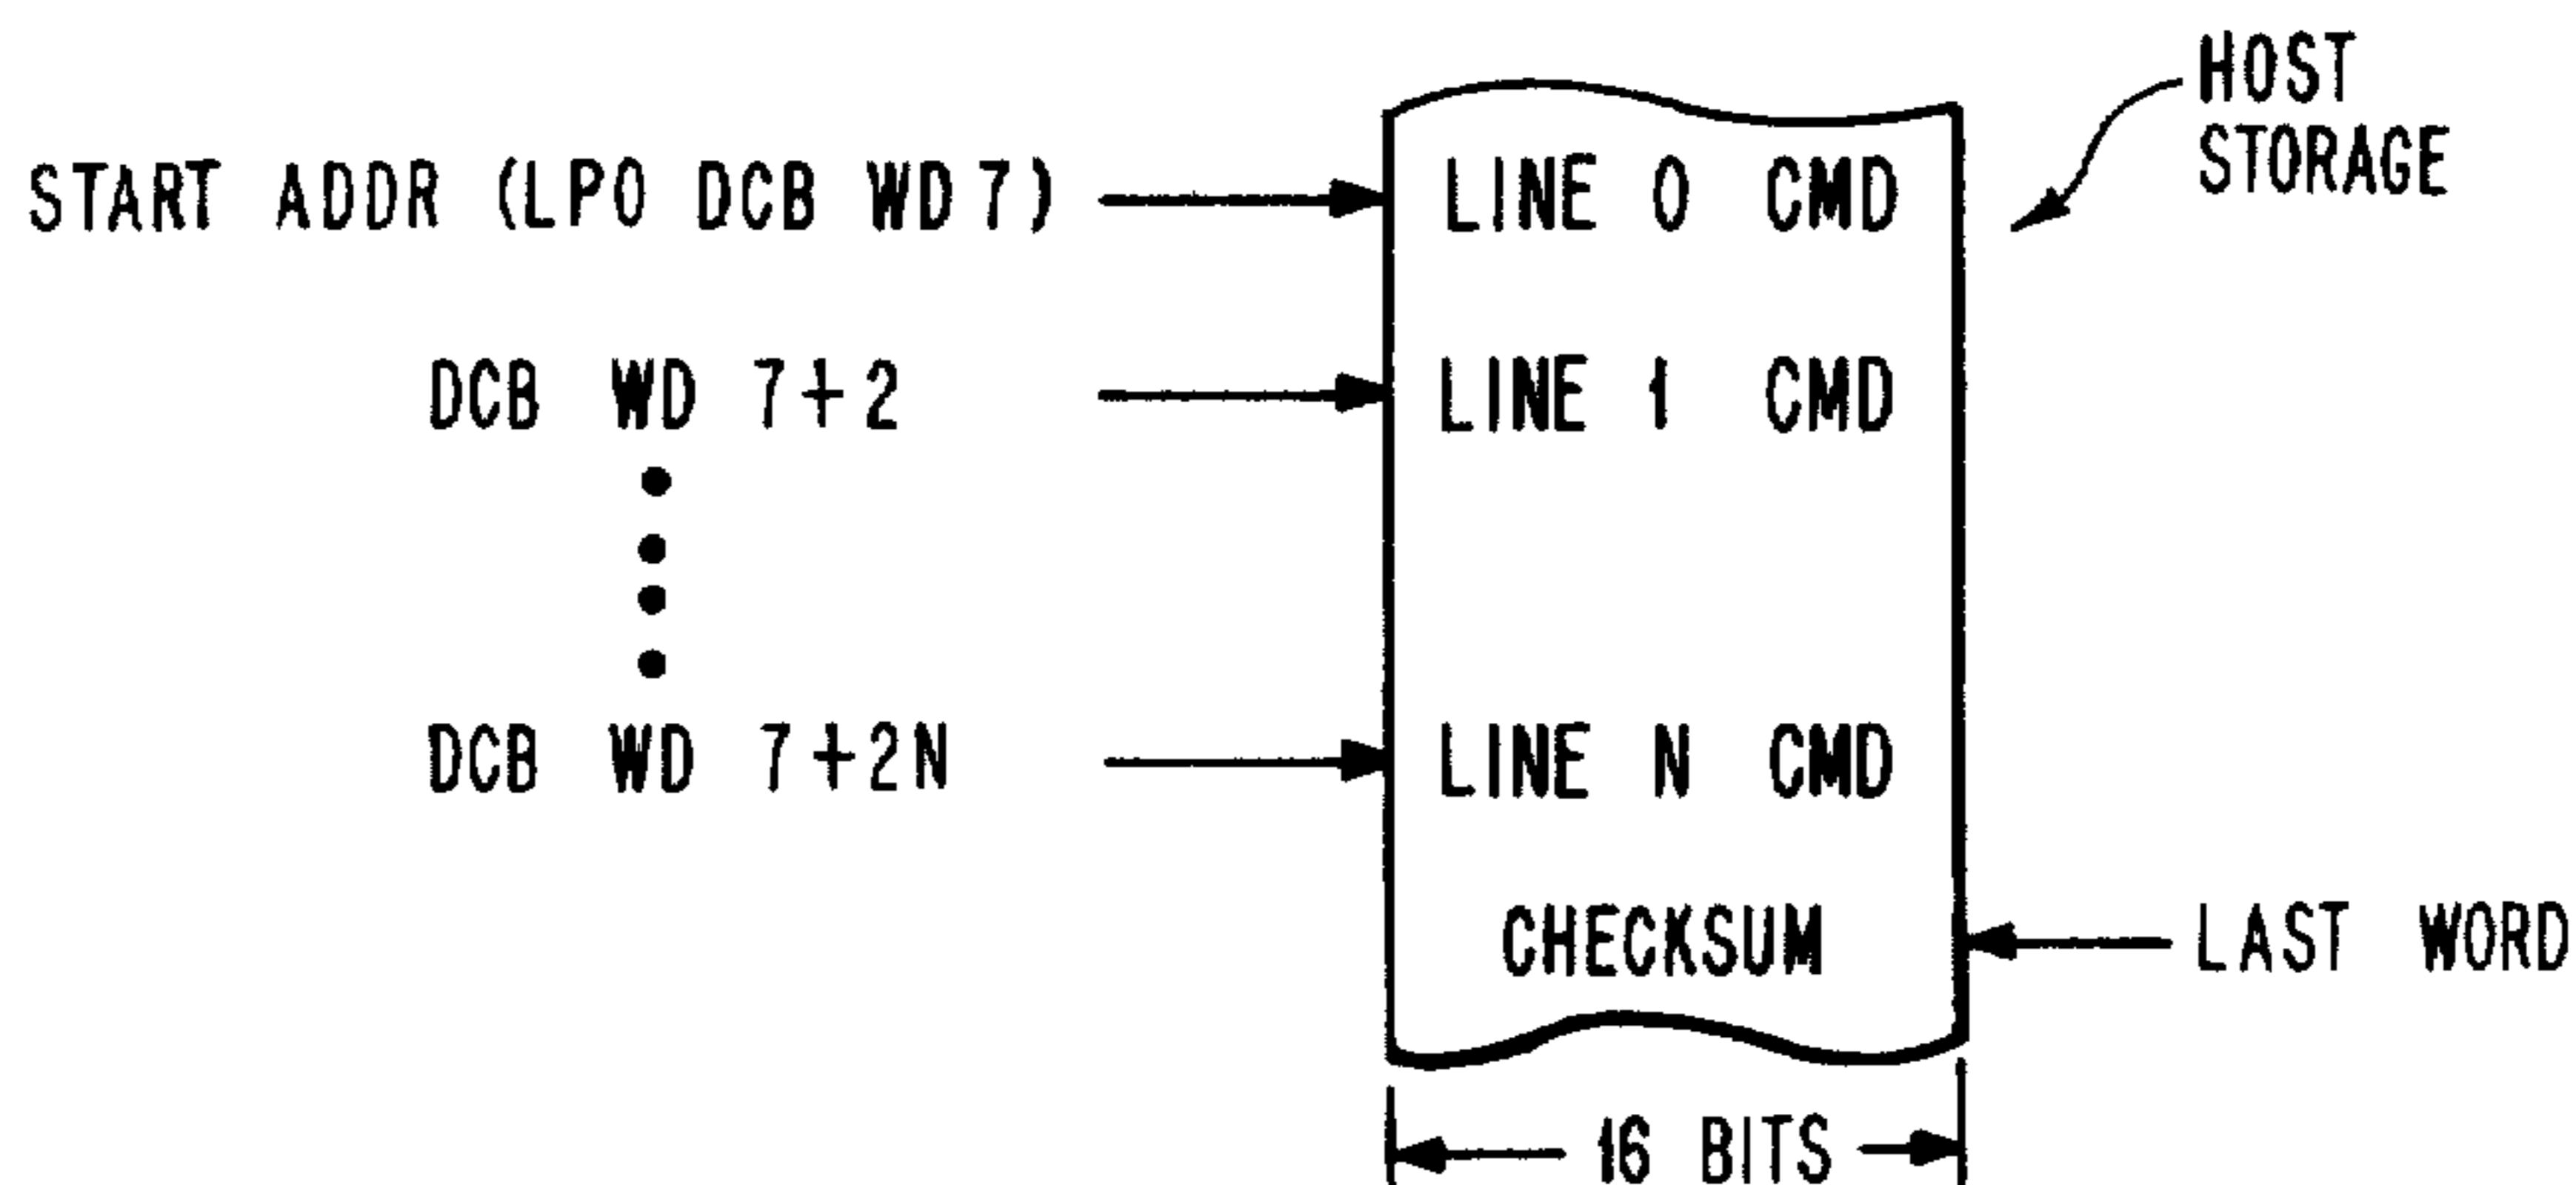 HOST
STORAGE
START ADDR (LPO DCB WD 7)
LINE 0 CMD
DCB WD 7+2
LINE 1 CMD
DCB WD 7+2N
LINE N CMD
CHECKSUM
LAST WORD
16 BITS